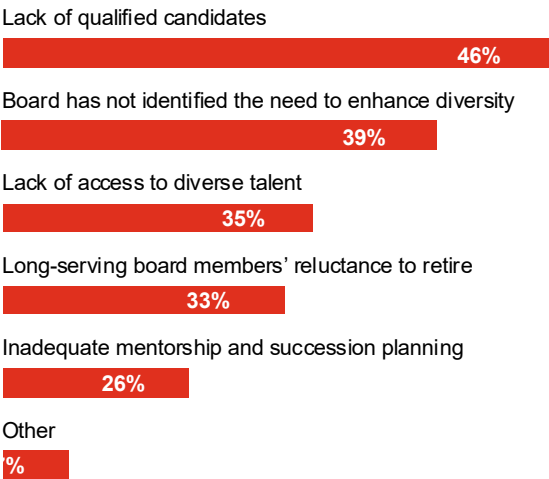 Lack of qualified candidates
46%
Board has not identified the need to enhance diversity
39%
Lack of access to diverse talent
35%
Long-serving board members’ reluctance to retire
33%
Inadequate mentorship and succession planning
26%
Other